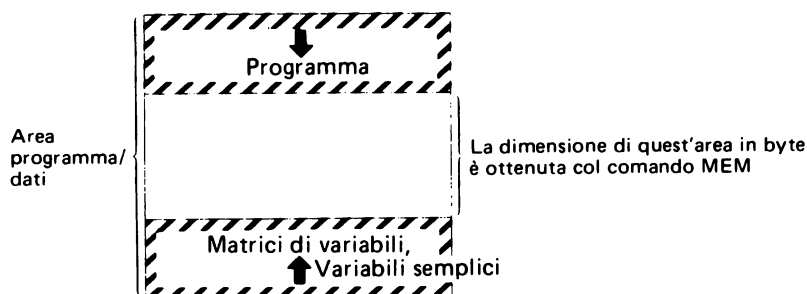 Programma
Area
programma/
dati
La dimensione di quest'area in byte
è ottenuta col comando MEM
Matrici di variabili,
Variabili semplici